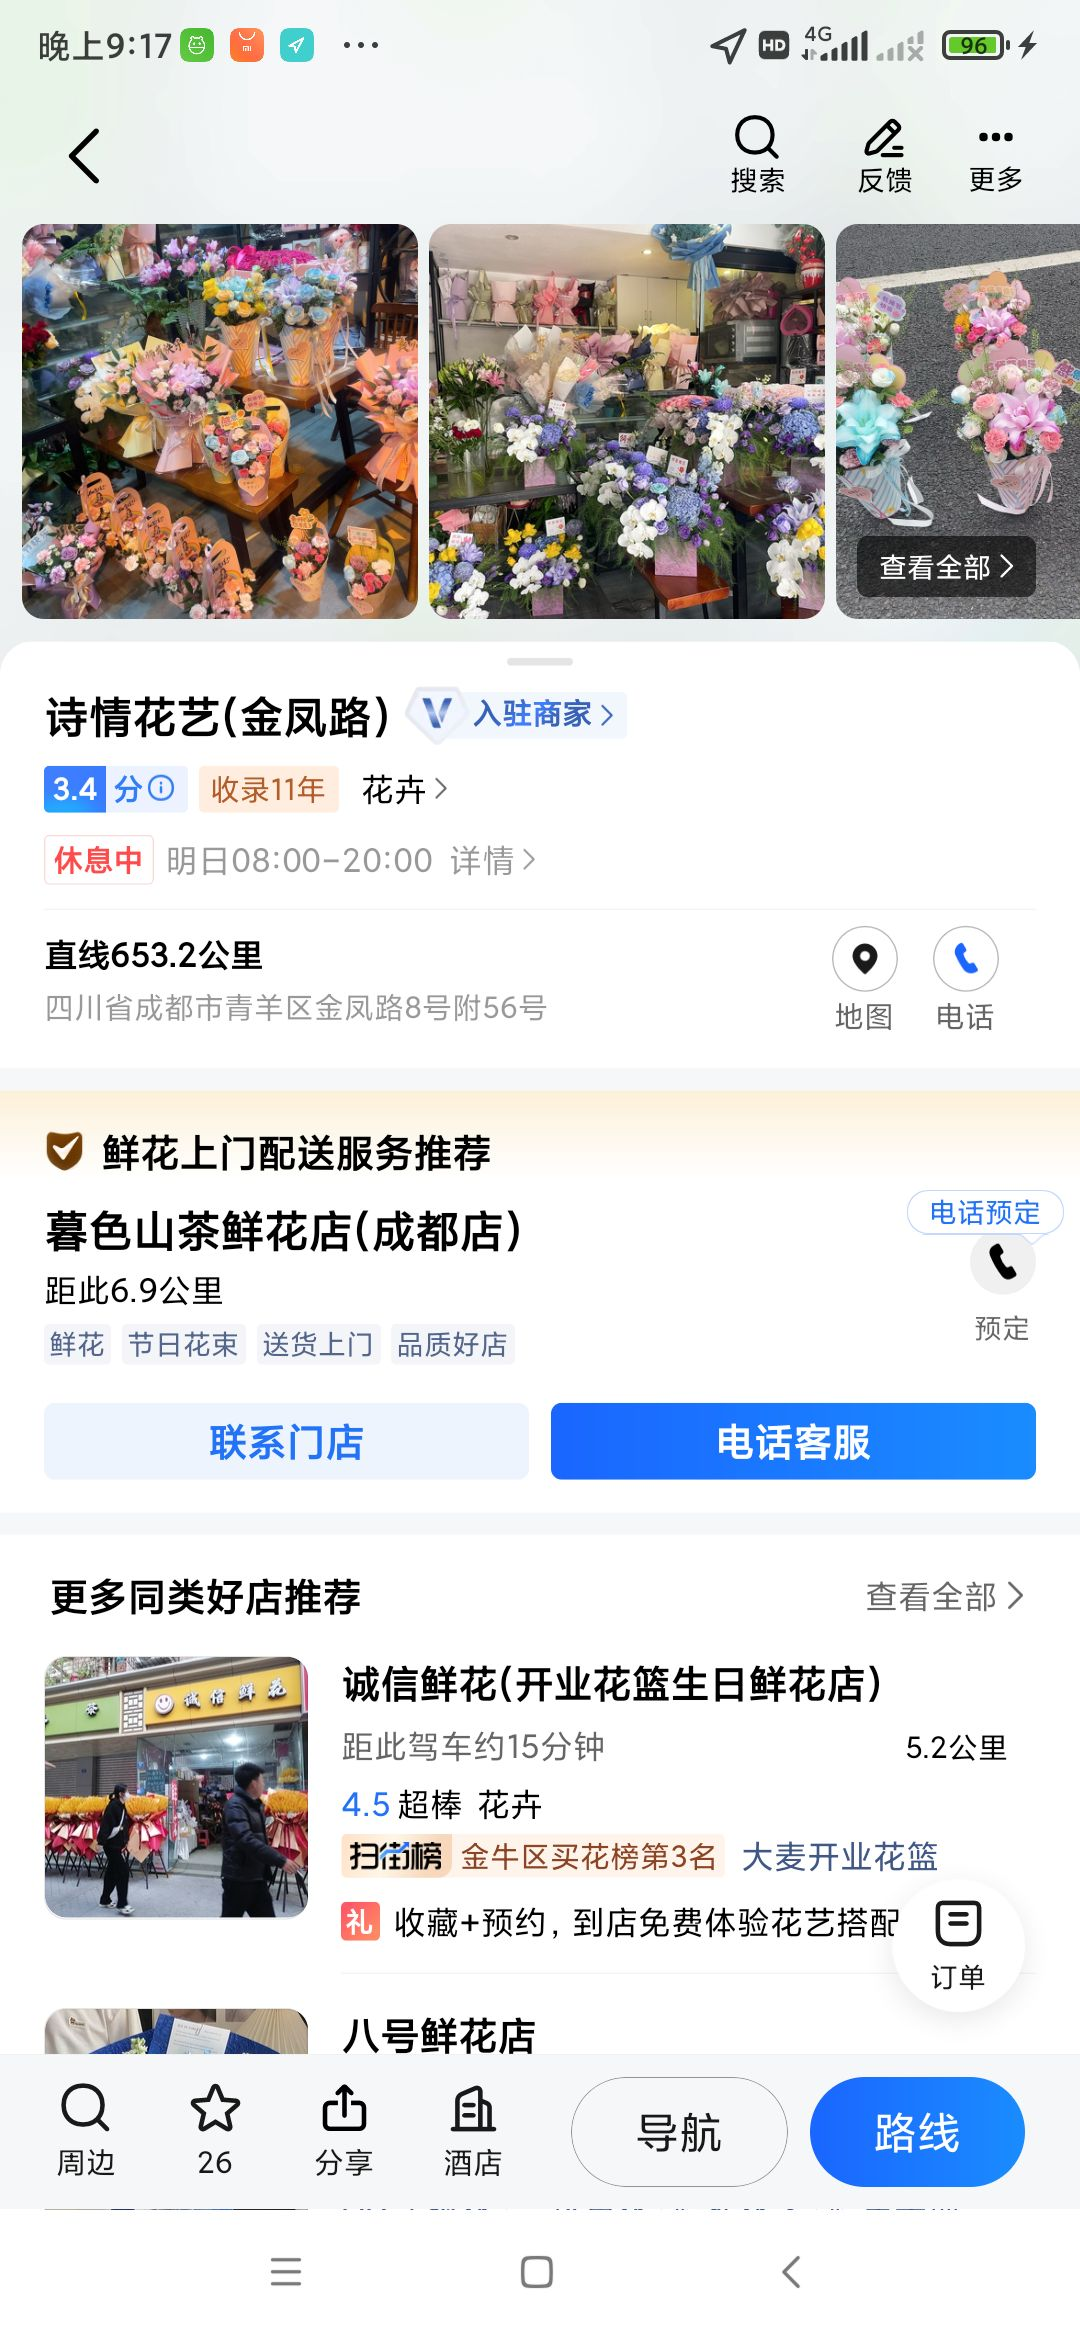 晚上9:17
HD 4G 96
搜索 反馈 更多
查看全部
诗情花艺(金凤路) V 入驻商家
3.4 分 收录11年 花卉
休息中 明日08:00-20:00 详情
直线653.2公里
四川省成都市青羊区金凤路8号附56号
地图 电话
鲜花上门配送服务推荐
暮色山茶鲜花店(成都店)
电话预定
距此6.9公里
预定
鲜花 节日花束 送货上门 品质好店
联系门店 电话客服
更多同类好店推荐 查看全部
茶 诚信鲜花
诚信鲜花(开业花篮生日鲜花店)
距此驾车约15分钟 5.2公里
4.5 超棒 花卉
扫街榜 金牛区买花榜第3名 大麦开业花篮
礼 收藏+预约，到店免费体验花艺搭配
订单
八号鲜花店
周边 26 分享 酒店 导航 路线